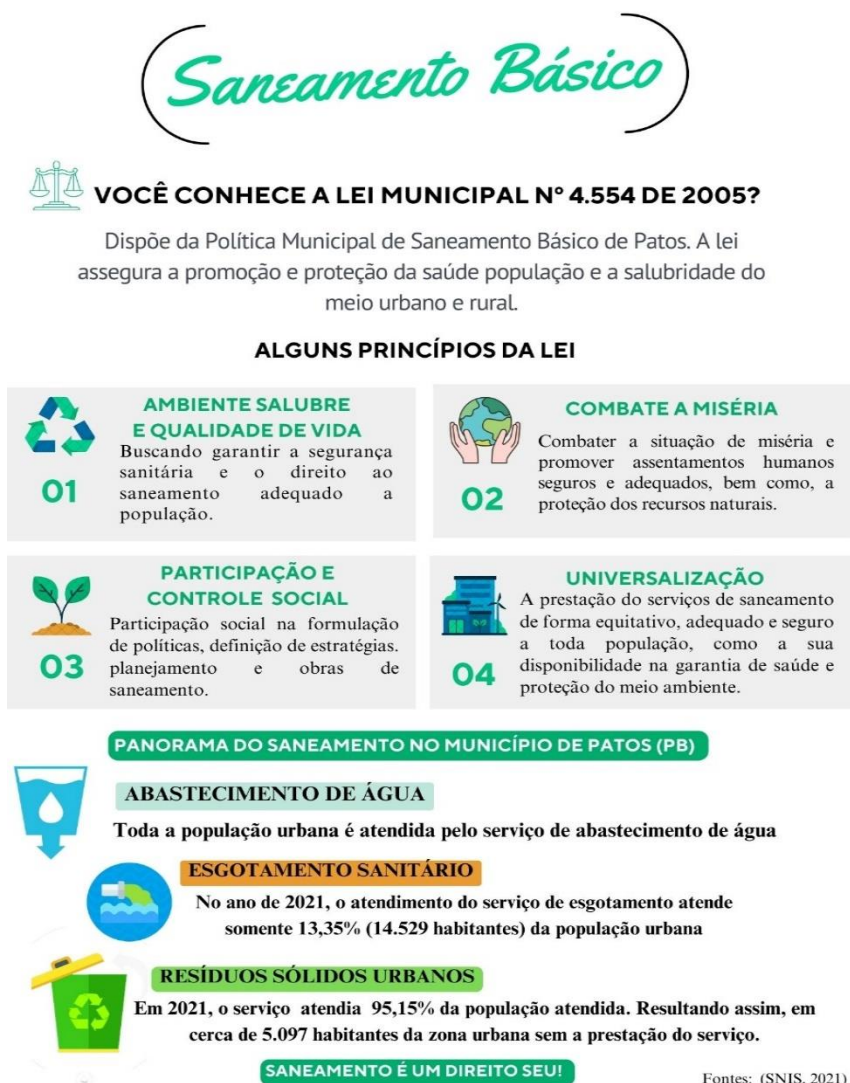 Saneamento Básico
VOCÊ CONHECE A LEI MUNICIPAL Nº 4.554 DE 2005?
Dispõe da Política Municipal de Saneamento Básico de Patos. A lei
assegura a promoção e proteção da saúde população e a salubridade do
meio urbano e rural.
ALGUNS PRINCÍPIOS DA LEI
AMBIENTE SALUBRE
E QUALIDADE DE VIDA
01
Buscando garantir a segurança
sanitária e o direito ao
saneamento adequado a
população.
COMBATE A MISÉRIA
02
Combater a situação de miséria e
promover assentamentos humanos
seguros e adequados, bem como, a
proteção dos recursos naturais.
PARTICIPAÇÃO E
CONTROLE SOCIAL
03
Participação social na formulação
de políticas, definição de estratégias.
planejamento e obras de
saneamento.
UNIVERSALIZAÇÃO
04
A prestação do serviços de saneamento
de forma equitativo, adequado e seguro
a toda população, como a sua
disponibilidade na garantia de saúde e
proteção do meio ambiente.
PANORAMA DO SANEAMENTO NO MUNICÍPIO DE PATOS (PB)
ABASTECIMENTO DE ÁGUA
Toda a população urbana é atendida pelo serviço de abastecimento de água
ESGOTAMENTO SANITÁRIO
No ano de 2021, o atendimento do serviço de esgotamento atende
somente 13,35% (14.529 habitantes) da população urbana
RESÍDUOS SÓLIDOS URBANOS
Em 2021, o serviço atendia 95,15% da população atendida. Resultando assim, em
cerca de 5.097 habitantes da zona urbana sem a prestação do serviço.
SANEAMENTO É UM DIREITO SEU!
Fontes: (SNIS, 2021)